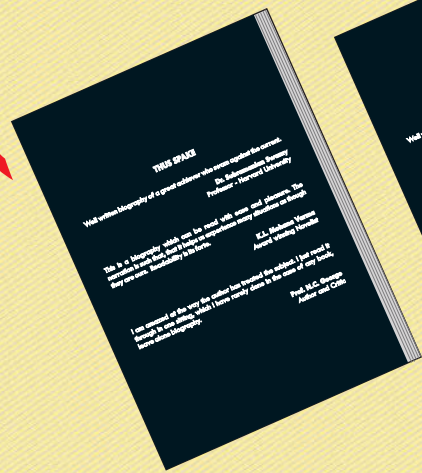 THUS SPAKE
Well written biography of a great achiever who swam against the current.
Dr. Subramanian Swamy
Professor - Harvard University
This is a biography which can be read with ease and pleasure. The
narration is such that, that it helps us experience many situations as though
they are ours. Readability is its forte.
K.L. Mohana Varma
Award winning Novelist
I am amazed at the way the author has treated the subject. I just read it
through in one sitting, which I have rarely done in the case of any book,
leave alone biography.
Prof. M.C. George
Author and Critic
Well